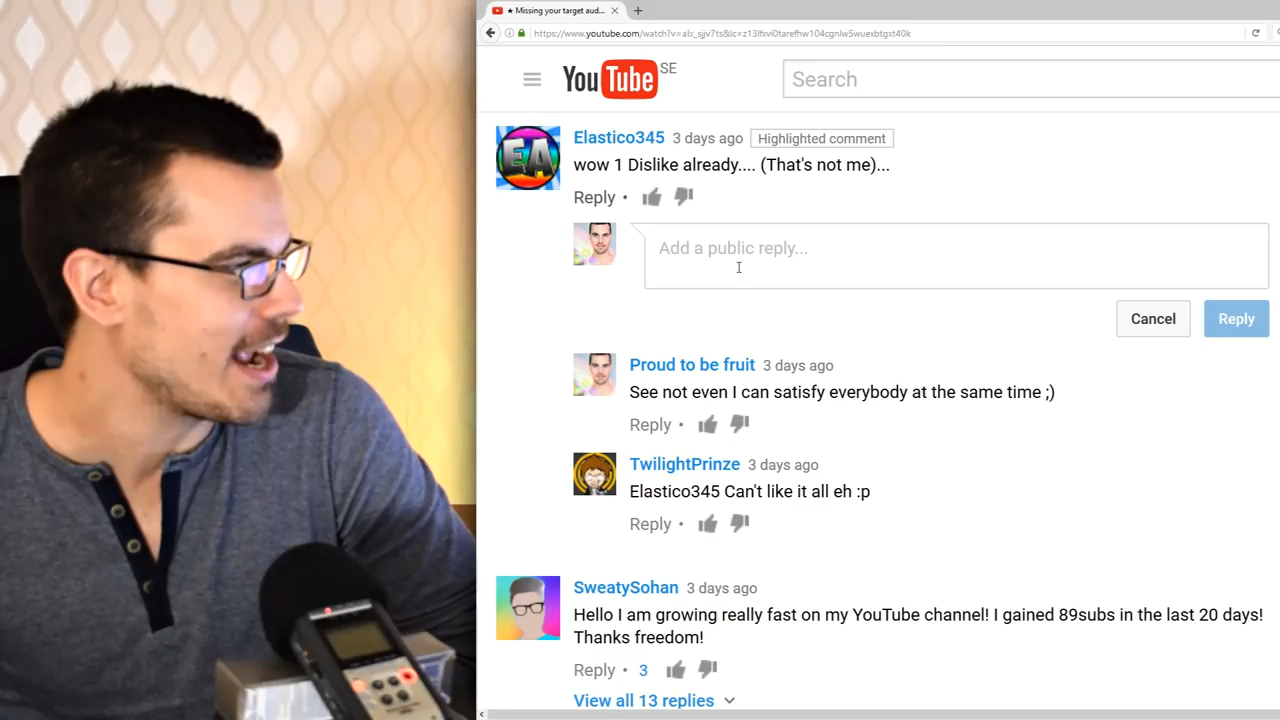 ★ Missing your target aud...
https://www.youtube.com/watch?v=alx_sjjv7ts&lc=z13lfxvi0tarefhw104cgnlw5wuexbtgxt40k
YouTube SE
Search
Elastico345 3 days ago Highlighted comment
wow 1 Dislike already.... (That's not me)...
Reply •
Add a public reply...
Cancel Reply
Proud to be fruit 3 days ago
See not even I can satisfy everybody at the same time ;)
Reply •
TwilightPrinze 3 days ago
Elastico345 Can't like it all eh :p
Reply •
EA
SweatySohan 3 days ago
Hello I am growing really fast on my YouTube channel! I gained 89subs in the last 20 days!
Thanks freedom!
Reply • 3
View all 13 replies